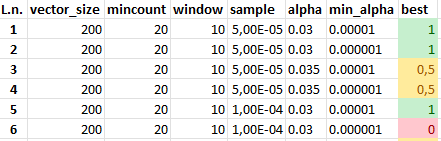 L.n. vector_size mincount window sample alpha min_alpha best
1 200 20 10 5,00E-05 0.03 0.00001 1
2 200 20 10 5,00E-05 0.03 0.000001 1
3 200 20 10 5,00E-05 0.035 0.00001 0,5
4 200 20 10 5,00E-05 0.035 0.000001 0,5
5 200 20 10 1,00E-04 0.03 0.00001 1
6 200 20 10 1,00E-04 0.03 0.000001 0